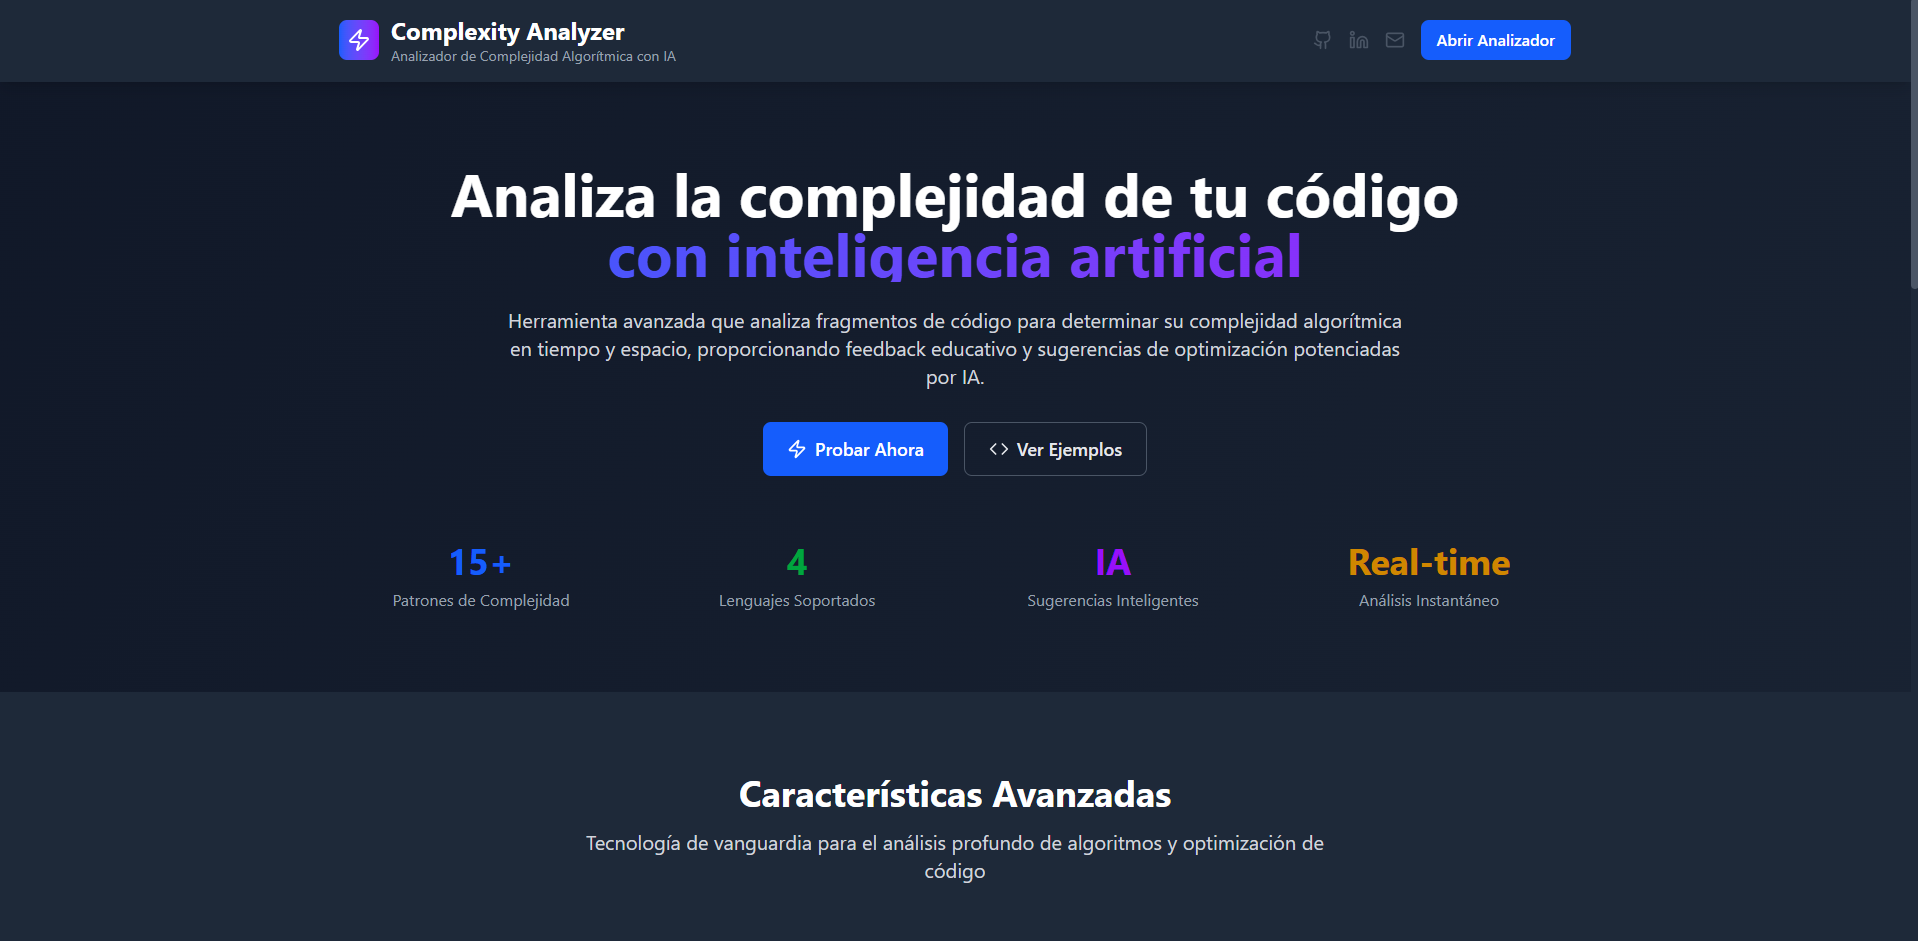 Complexity Analyzer
Analizador de Complejidad Algorítmica con IA
Abrir Analizador
Analiza la complejidad de tu código
con inteligencia artificial
Herramienta avanzada que analiza fragmentos de código para determinar su complejidad algorítmica
en tiempo y espacio, proporcionando feedback educativo y sugerencias de optimización potenciadas
por IA.
Probar Ahora
Ver Ejemplos
15+
Patrones de Complejidad
4
Lenguajes Soportados
IA
Sugerencias Inteligentes
Real-time
Análisis Instantáneo
Características Avanzadas
Tecnología de vanguardia para el análisis profundo de algoritmos y optimización de
código